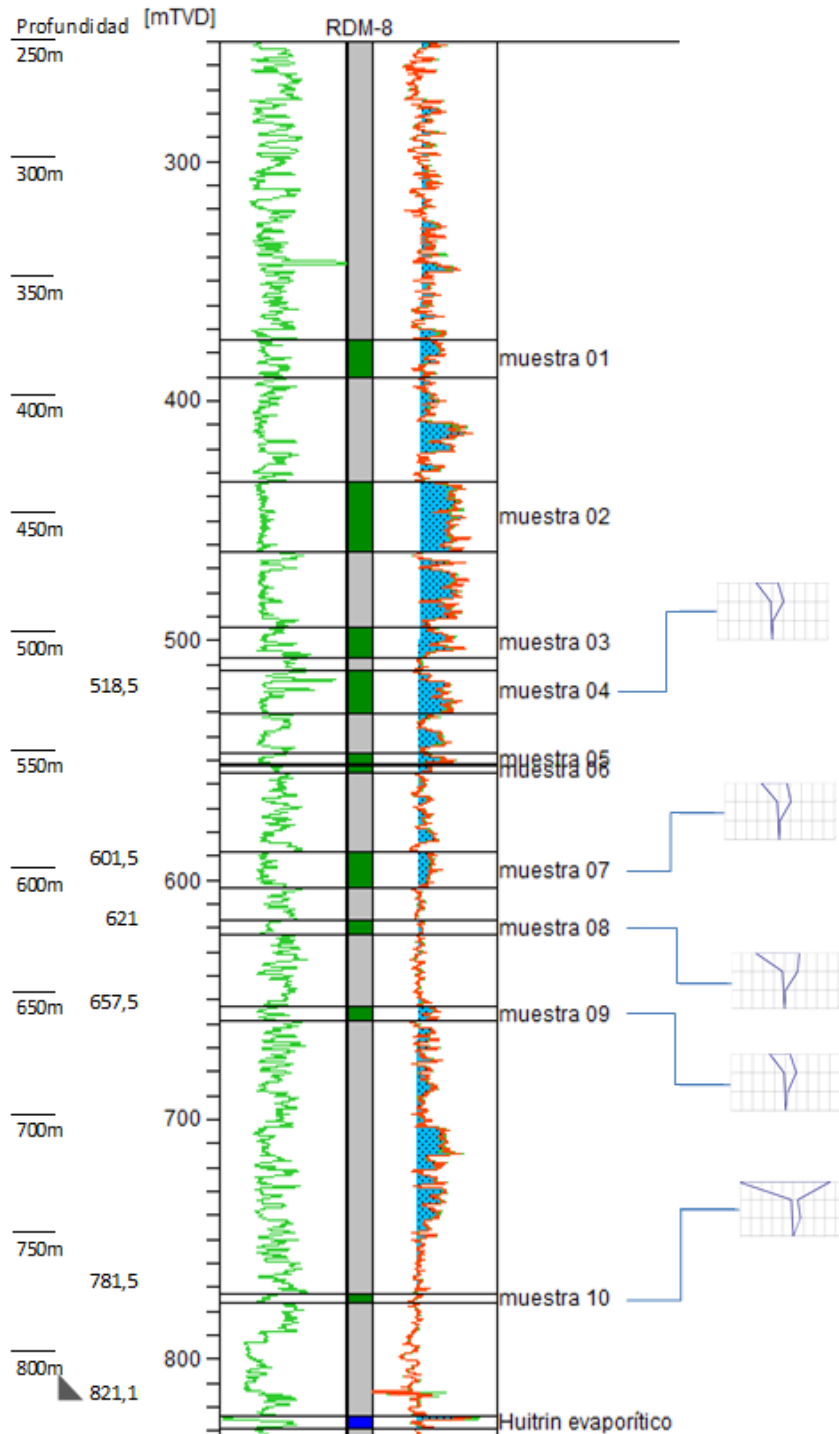 Profundidad [mTVD] RDM-8
250m
300m
300
350m
muestra 01
400m
400
450m
muestra 02
500m
500
muestra 03
518,5
muestra 04
550m
muestra 05
muestra 06
601,5
600m
600
muestra 07
621
muestra 08
657,5
650m
muestra 09
700m
700
750m
781,5
muestra 10
800m
800
821,1
Huitrin evaporítico